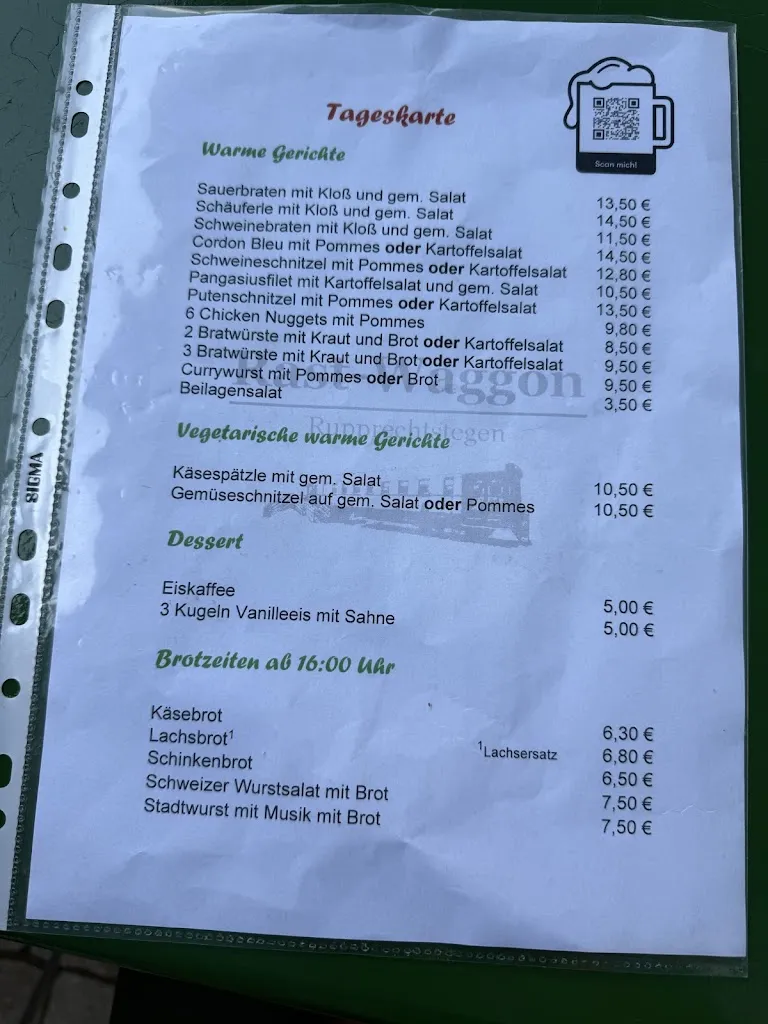 Scan mich!
Tageskarte
Warme Gerichte
Sauerbraten mit Kloß und gem. Salat 13,50 €
Schäuferle mit Kloß und gem. Salat 14,50 €
Schweinebraten mit Kloß und gem. Salat 11,50 €
Cordon Bleu mit Pommes oder Kartoffelsalat 14,50 €
Schweineschnitzel mit Pommes oder Kartoffelsalat 12,80 €
Pangasiusfilet mit Kartoffelsalat und gem. Salat 10,50 €
Putenschnitzel mit Pommes oder Kartoffelsalat 13,50 €
6 Chicken Nuggets mit Pommes 9,80 €
2 Bratwürste mit Kraut und Brot oder Kartoffelsalat 8,50 €
3 Bratwürste mit Kraut und Brot oder Kartoffelsalat 9,50 €
Currywurst mit Pommes oder Brot 9,50 €
Beilagensalat 3,50 €
Rast-Waggon
Rupprechtstegen
Vegetarische warme Gerichte
Käsespätzle mit gem. Salat 10,50 €
Gemüseschnitzel auf gem. Salat oder Pommes 10,50 €
Dessert
Eiskaffee 5,00 €
3 Kugeln Vanilleeis mit Sahne 5,00 €
Brotzeiten ab 16:00 Uhr
Käsebrot 6,30 €
Lachsbrot¹ ¹Lachsersatz 6,80 €
Schinkenbrot 6,50 €
Schweizer Wurstsalat mit Brot 7,50 €
Stadtwurst mit Musik mit Brot 7,50 €
SIGMA